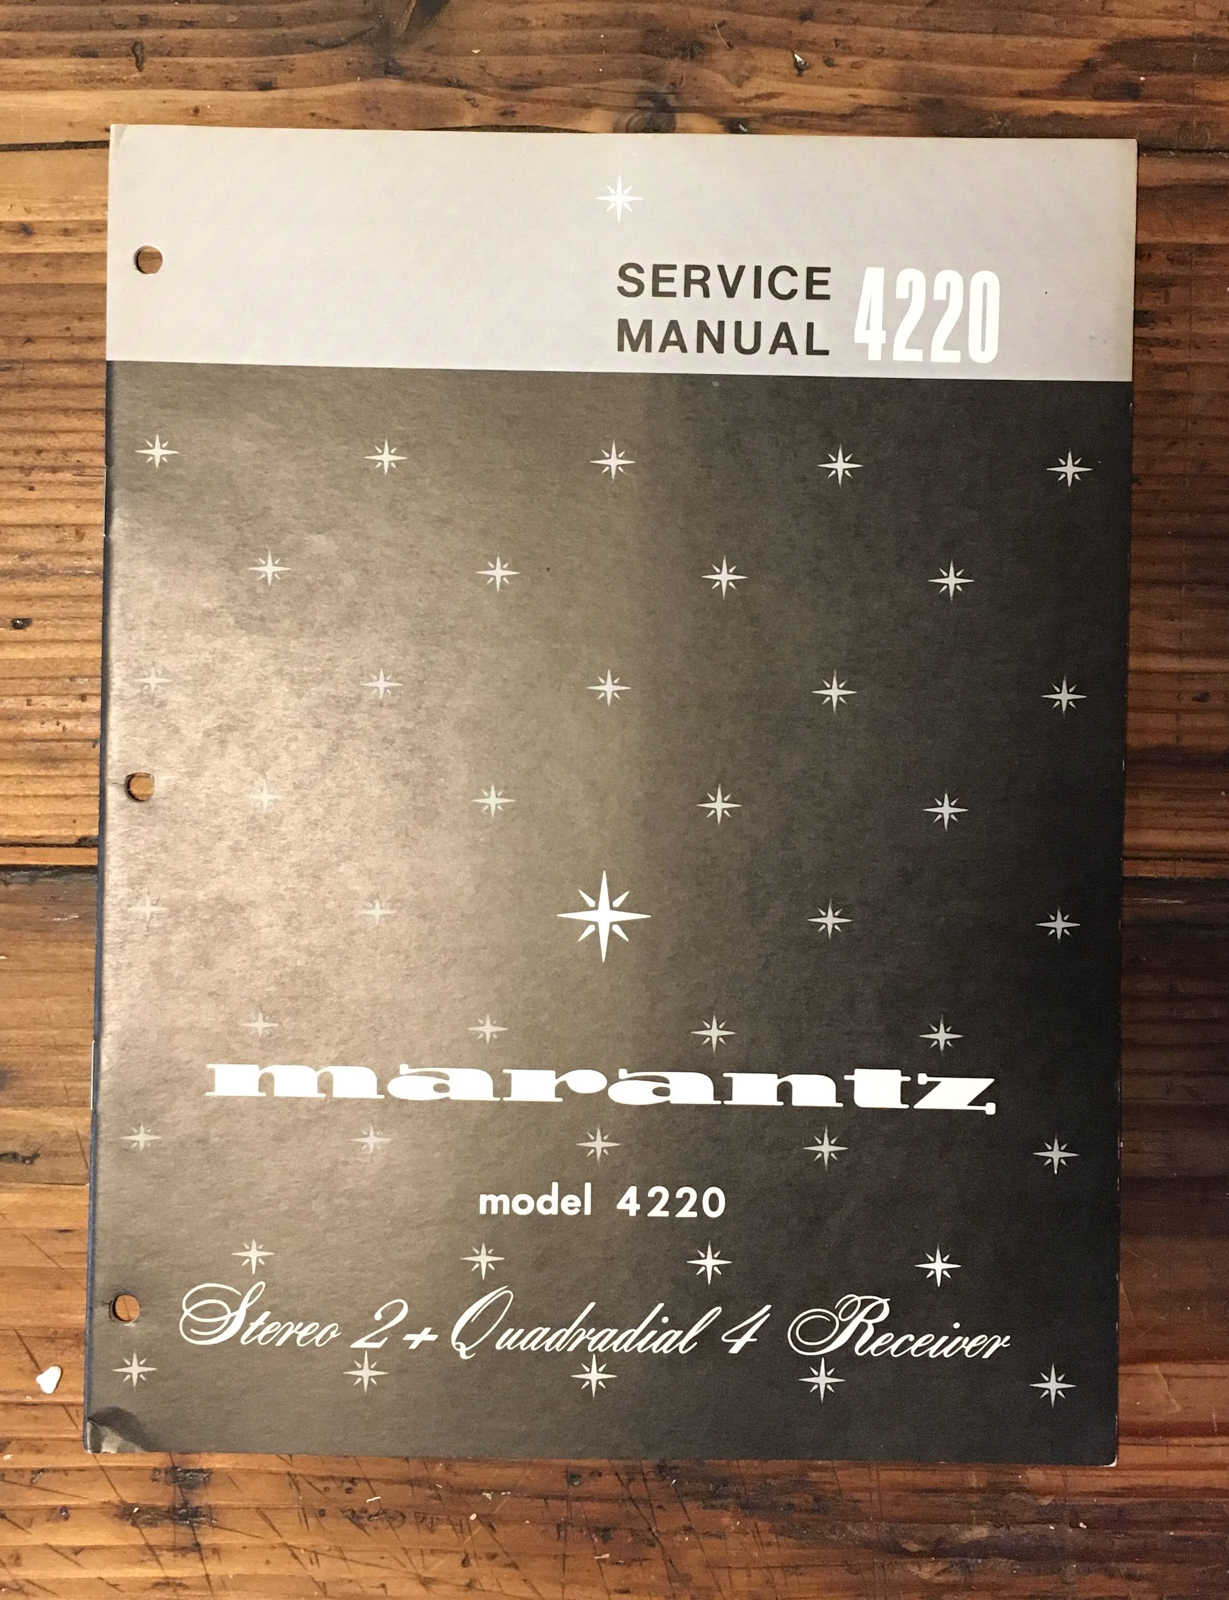 SERVICE
MANUAL 4220
marantz
model 4220
Stereo 2 + Quadradial 4 Receiver